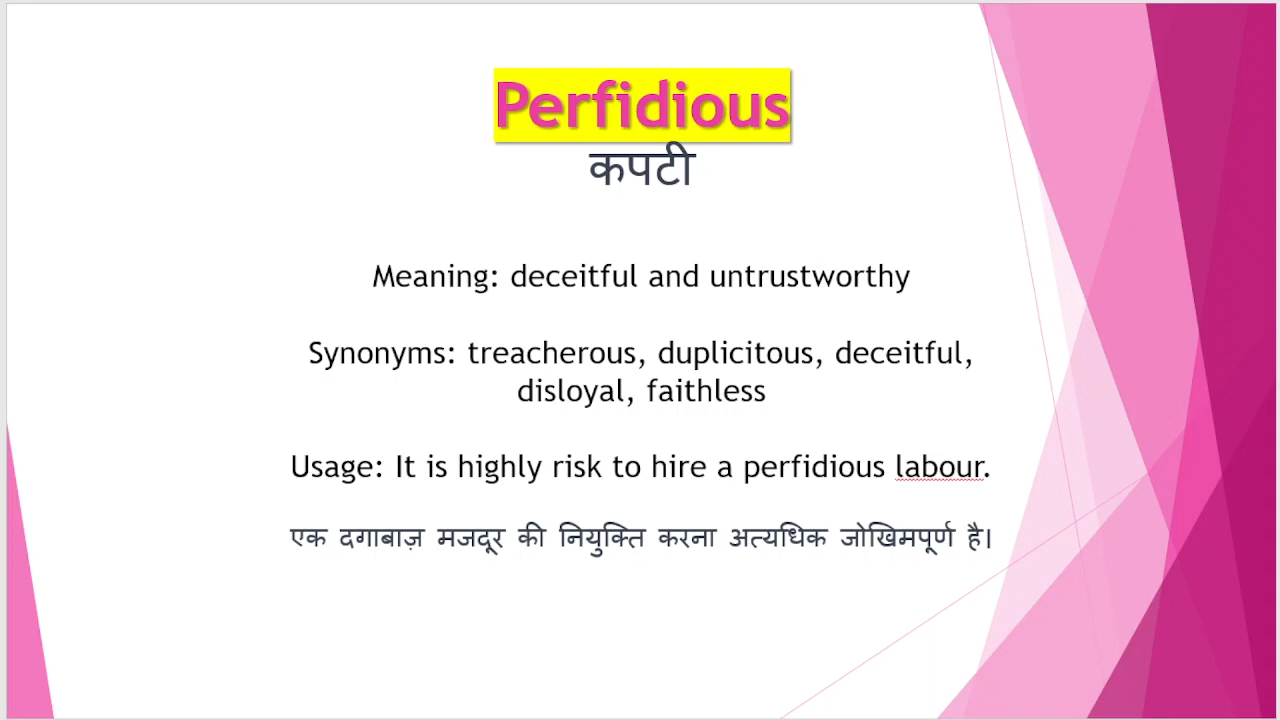 Perfidious
कपटी
Meaning: deceitful and untrustworthy
Synonyms: treacherous, duplicitous, deceitful,
disloyal, faithless
Usage: It is highly risk to hire a perfidious labour.
एक दगाबाज़ मजदूर की नियुक्ति करना अत्यधिक जोखिमपूर्ण है।